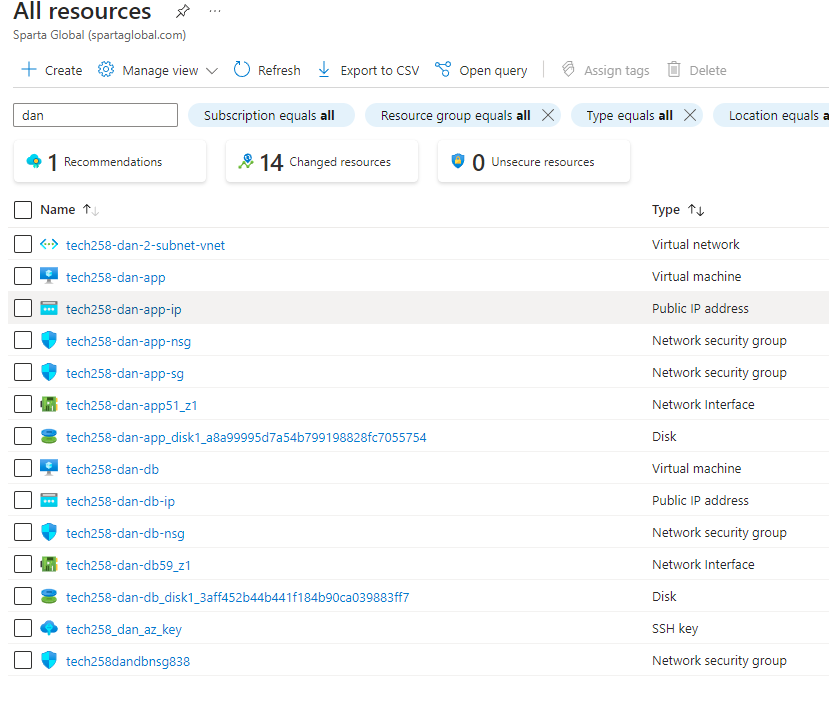 All resources ...
Sparta Global (spartaglobal.com)
Create Manage view Refresh Export to CSV Open query Assign tags Delete
dan Subscription equals all Resource group equals all Type equals all Location equals a
1 Recommendations 14 Changed resources 0 Unsecure resources
Name Type
tech258-dan-2-subnet-vnet Virtual network
tech258-dan-app Virtual machine
tech258-dan-app-ip Public IP address
tech258-dan-app-nsg Network security group
tech258-dan-app-sg Network security group
tech258-dan-app51_z1 Network Interface
tech258-dan-app_disk1_a8a99995d7a54b799198828fc7055754 Disk
tech258-dan-db Virtual machine
tech258-dan-db-ip Public IP address
tech258-dan-db-nsg Network security group
tech258-dan-db59_z1 Network Interface
tech258-dan-db_disk1_3aff452b44b441f184b90ca039883ff7 Disk
tech258_dan_az_key SSH key
tech258dandbnsg838 Network security group